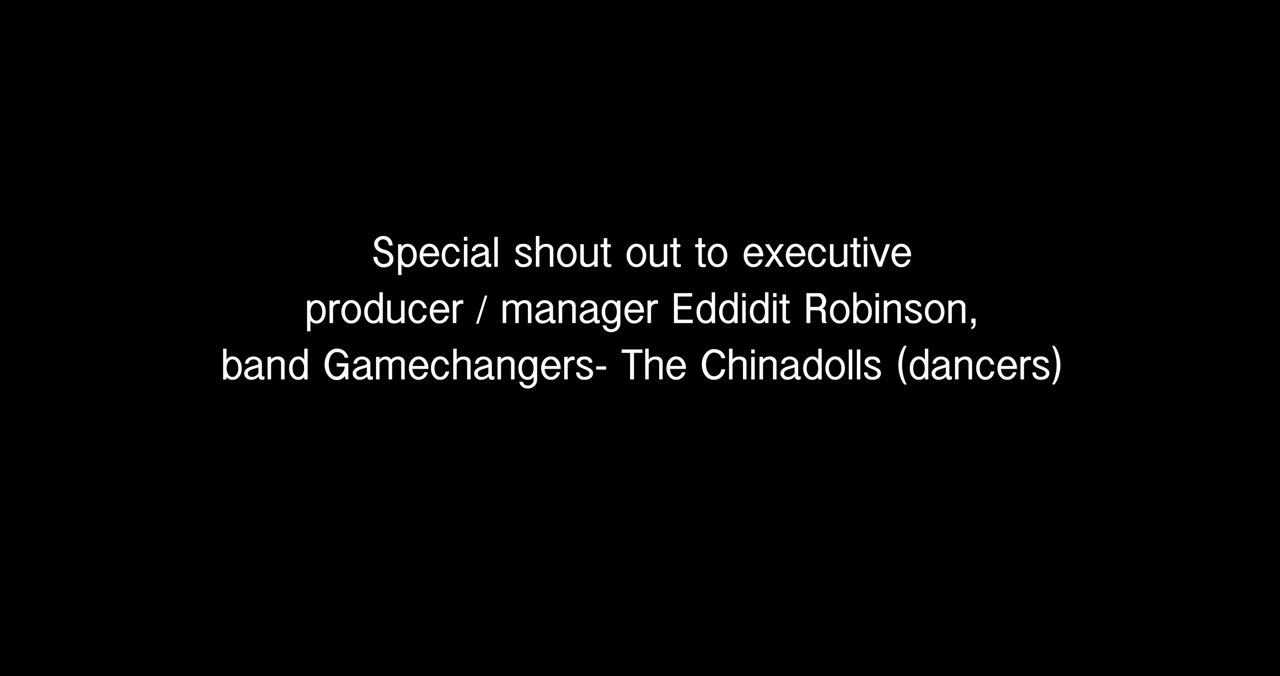 Special shout out to executive
producer / manager Eddidit Robinson,
band Gamechangers- The Chinadolls (dancers)